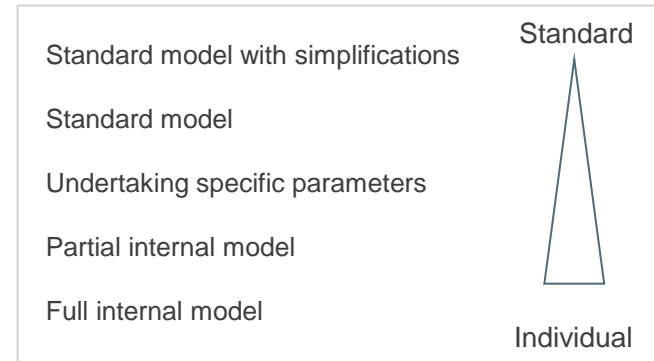 Standard
Standard model with simplifications
Standard model
Undertaking specific parameters
Partial internal model
Full internal model
Individual